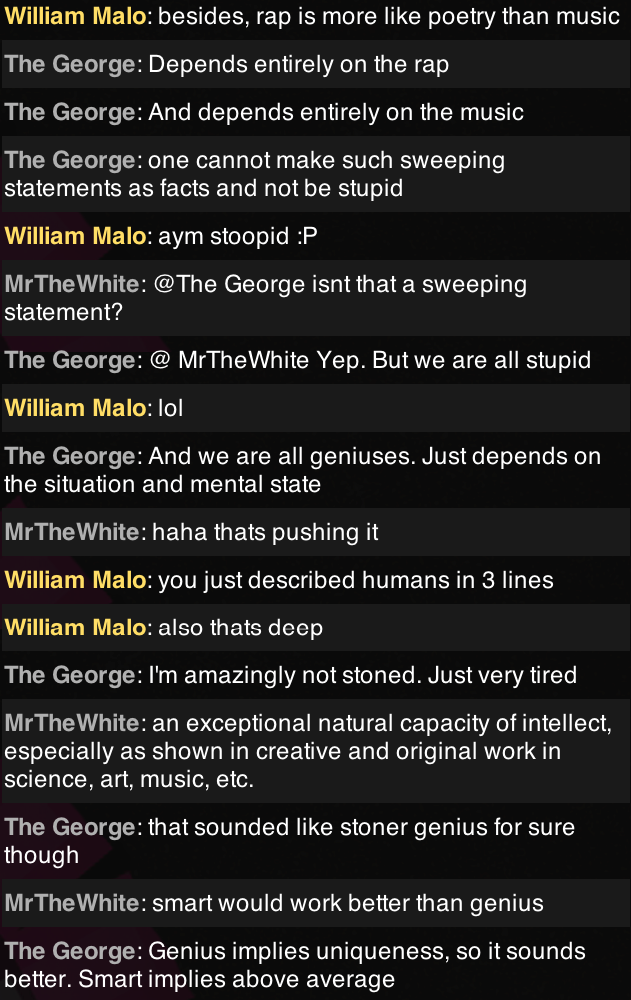 William Malo: besides, rap is more like poetry than music
The George: Depends entirely on the rap
The George: And depends entirely on the music
The George: one cannot make such sweeping
statements as facts and not be stupid
William Malo: aym stoopid :P
MrTheWhite: @The George isnt that a sweeping
statement?
The George: @ MrTheWhite Yep. But we are all stupid
William Malo: lol
The George: And we are all geniuses. Just depends on
the situation and mental state
MrTheWhite: haha thats pushing it
William Malo: you just described humans in 3 lines
William Malo: also thats deep
The George: I'm amazingly not stoned. Just very tired
MrTheWhite: an exceptional natural capacity of intellect,
especially as shown in creative and original work in
science, art, music, etc.
The George: that sounded like stoner genius for sure
though
MrTheWhite: smart would work better than genius
The George: Genius implies uniqueness, so it sounds
better. Smart implies above average